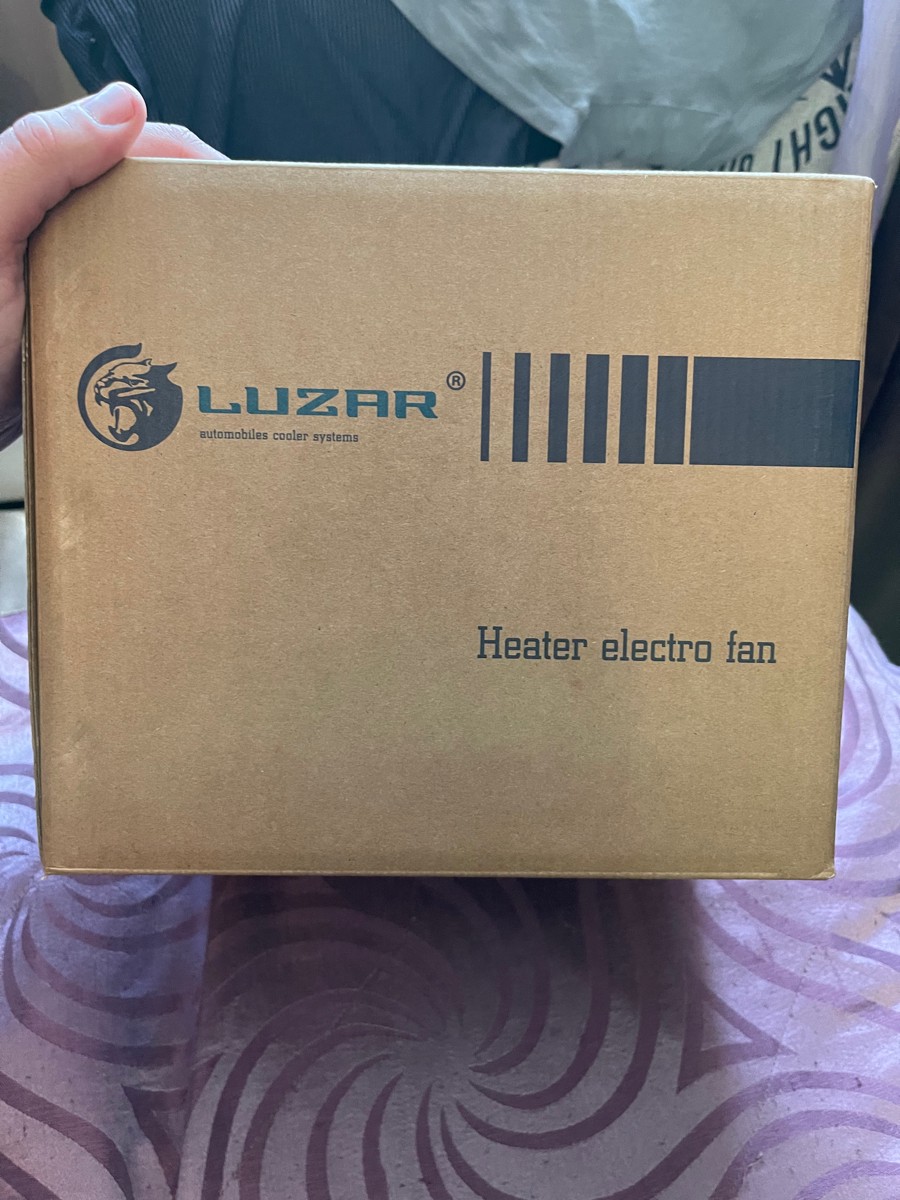 LUZAR®
automobiles cooler systems
Heater electro fan